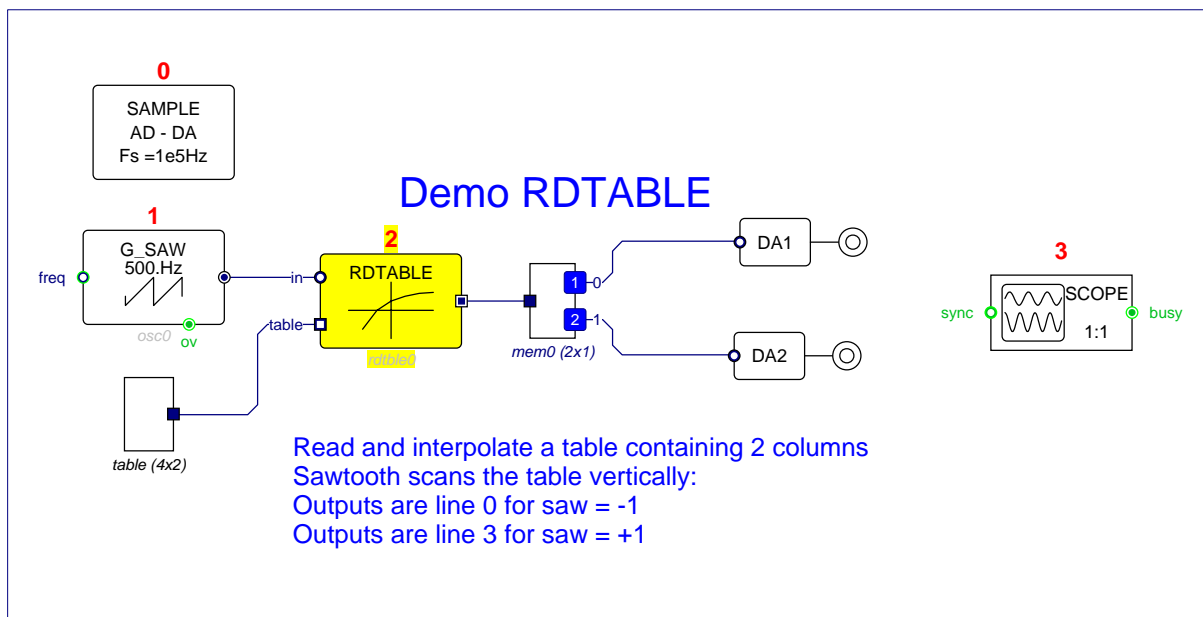 0
SAMPLE
AD - DA
Fs =1e5Hz
Demo RDTABLE
1
G_SAW
500.Hz
freq
osc0
ov
2
RDTABLE
in
table
rdtble0
1
0
2
1
mem0 (2x1)
DA1
DA2
3
SCOPE
1:1
sync
busy
table (4x2)
Read and interpolate a table containing 2 columns
Sawtooth scans the table vertically:
Outputs are line 0 for saw = -1
Outputs are line 3 for saw = +1